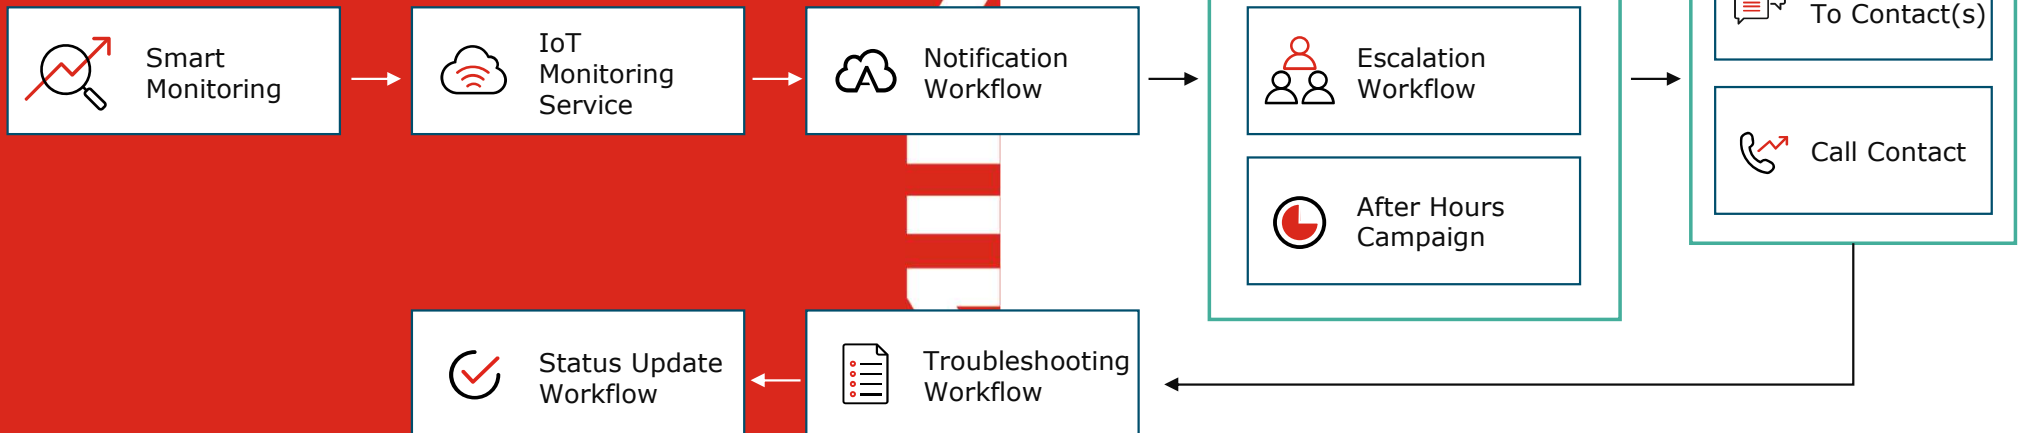 Smart
Monitoring
IoT
Monitoring
Service
Notification
Workflow
Escalation
Workflow
After Hours
Campaign
To Contact(s)
Call Contact
Troubleshooting
Workflow
Status Update
Workflow